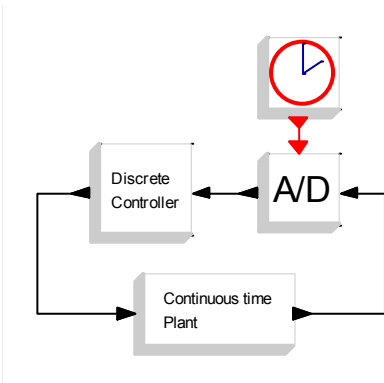 Discrete
Controller
A/D
Continuous time
Plant